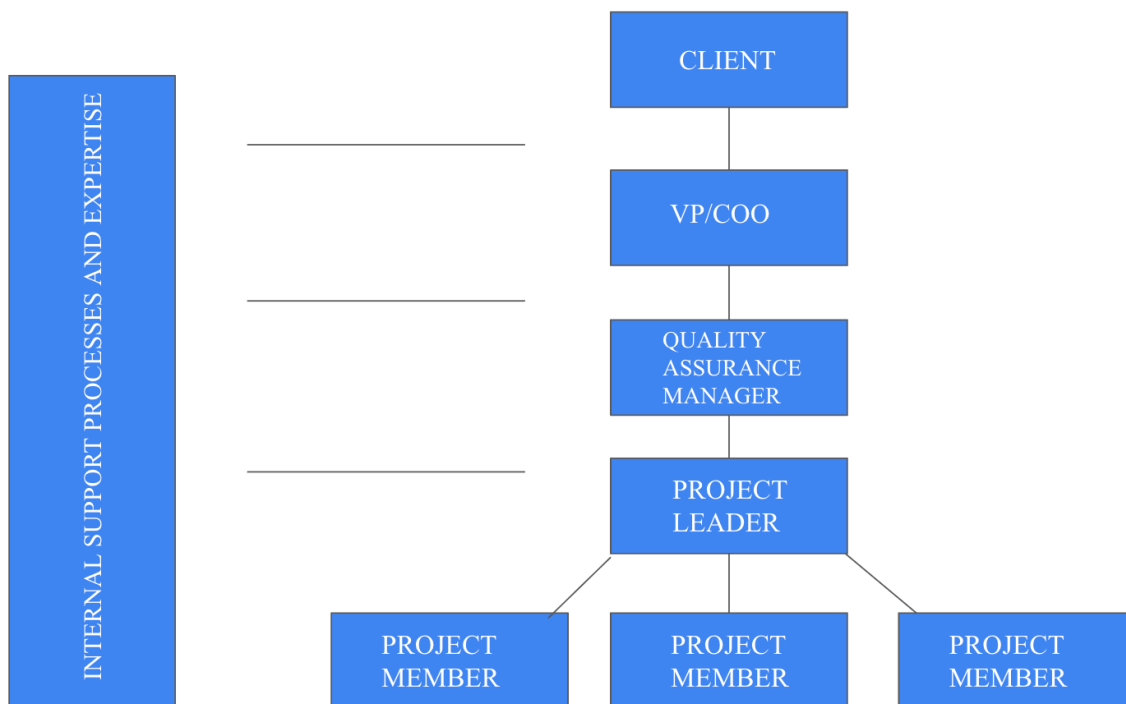 INTERNAL SUPPORT PROCESSES AND EXPERTISE
CLIENT
VP/COO
QUALITY
ASSURANCE
MANAGER
PROJECT
LEADER
PROJECT
MEMBER
PROJECT
MEMBER
PROJECT
MEMBER